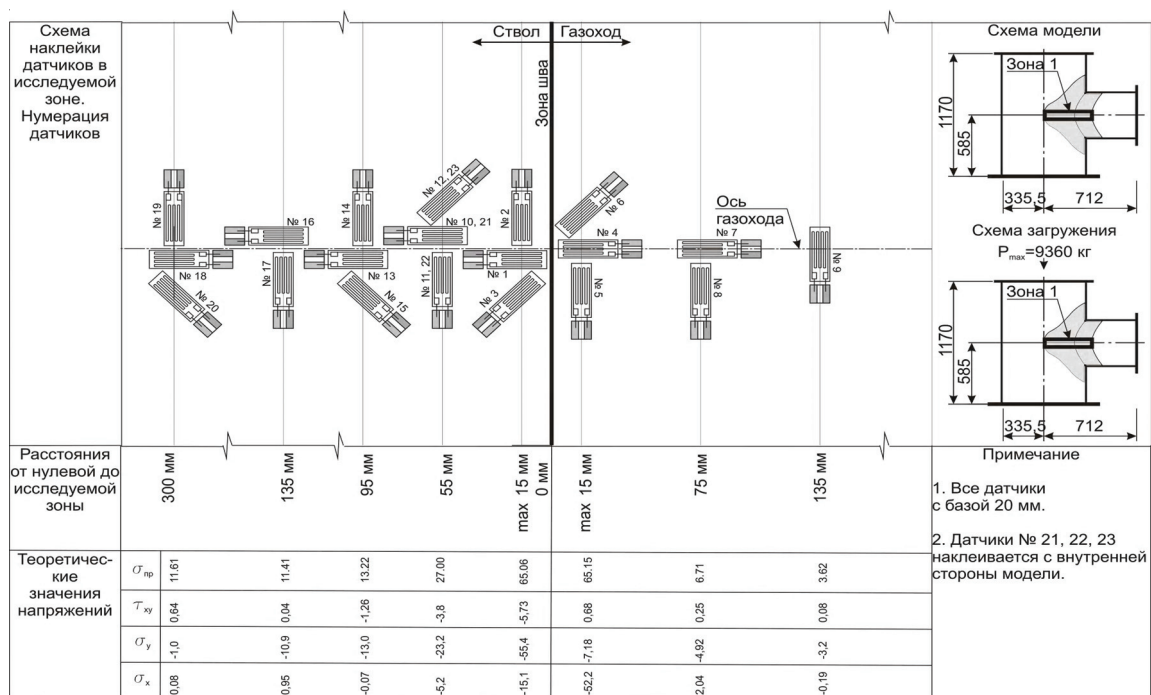 Схема
наклейки
датчиков в
исследуемой
зоне.
Нумерация
датчиков
Ствол
Газоход
Зона шва
№ 19
№ 16
№ 14
№ 12, 23
№ 10, 21
№ 2
№ 6
№ 4
№ 7
Ось
газохода
№ 18
№ 17
№ 13
№ 11, 22
№ 1
№ 20
№ 15
№ 3
№ 5
№ 8
№ 9
Схема модели
Зона 1
1170
585
335,5
712
Схема загружения
Pmax=9360 кг
Зона 1
1170
585
335,5
712
Расстояния
от нулевой до
исследуемой
зоны
300 мм
135 мм
95 мм
55 мм
max 15 мм
0 мм
max 15 мм
75 мм
135 мм
Примечание
1. Все датчики
с базой 20 мм.
2. Датчики № 21, 22, 23
наклеивается с внутренней
стороны модели.
Теоретичес-
кие
значения
напряжений
σпр 11.61 11.41 13.22 27.00 65.06 65.15 6.71 3.62
τxy 0,64 0,04 -1,26 -3,8 -5,73 0,68 0,25 0,08
σy -1,0 -10,9 -13,0 -23,2 -55,4 -7,18 -4,92 -3,2
σx 0,08 0,95 -0,07 -5,2 -15,1 -52,2 2,04 -0,19